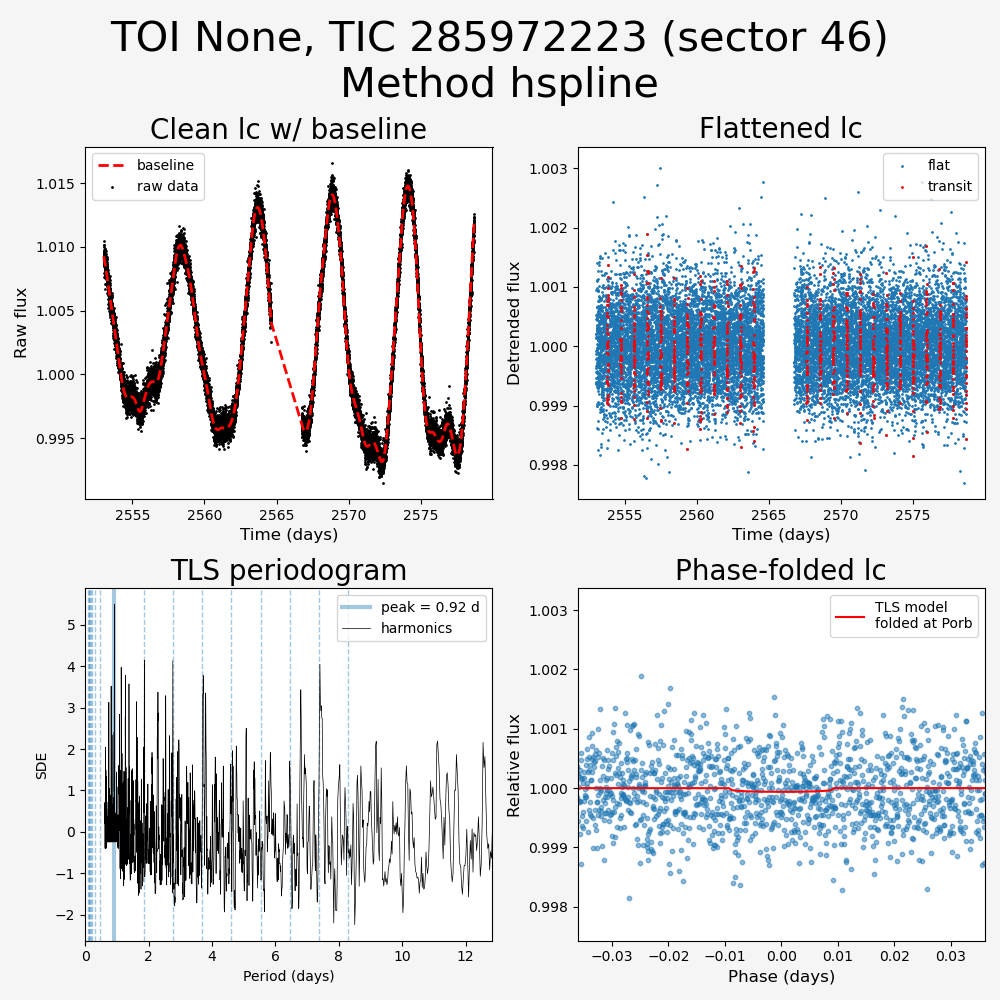 TOI None, TIC 285972223 (sector 46)
Method hspline
Clean lc w/ baseline
baseline
raw data
1.015
1.010
1.005
1.000
0.995
Raw flux
2555 2560 2565 2570 2575
Time (days)
Flattened lc
flat
transit
1.003
1.002
1.001
1.000
0.999
0.998
Detrended flux
2555 2560 2565 2570 2575
Time (days)
TLS periodogram
peak = 0.92 d
harmonics
5
4
3
2
1
0
−1
−2
SDE
0 2 4 6 8 10 12
Period (days)
Phase-folded lc
TLS model
folded at Porb
1.003
1.002
1.001
1.000
0.999
0.998
Relative flux
−0.03 −0.02 −0.01 0.00 0.01 0.02 0.03
Phase (days)